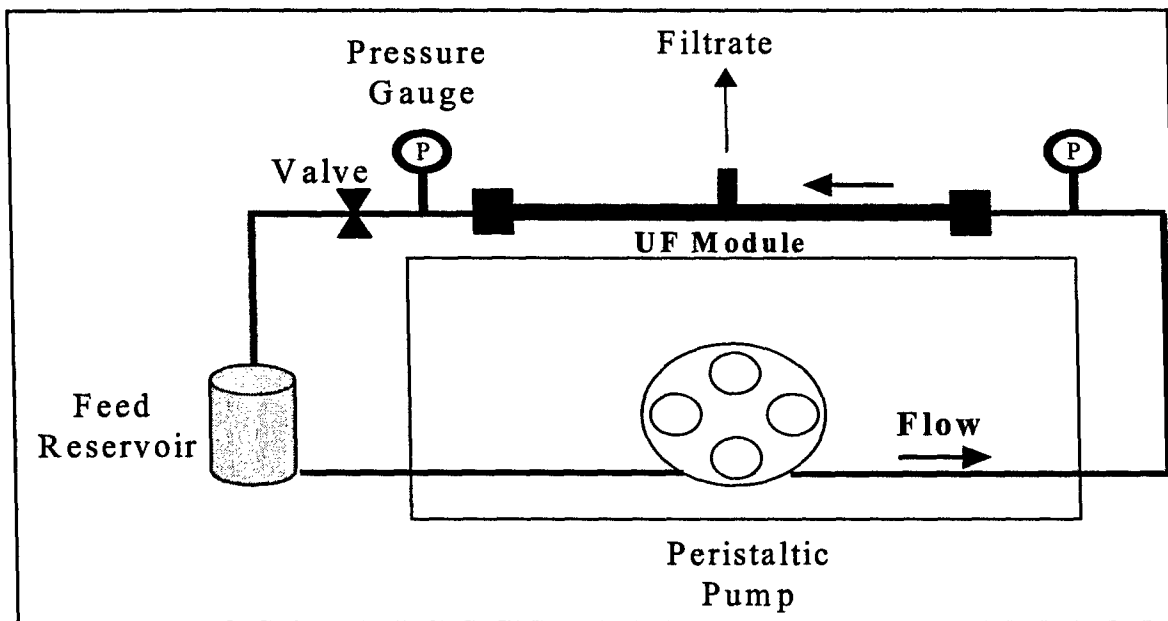 Pressure
Gauge
Filtrate
P
P
Valve
UF Module
Feed
Reservoir
Flow
Peristaltic
Pump